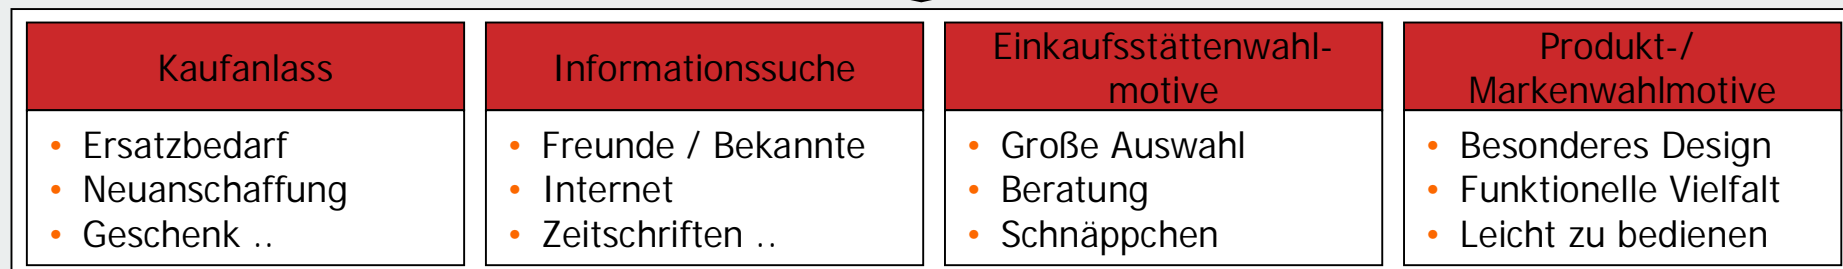 Kaufanlass
• Ersatzbedarf
• Neuanschaffung
• Geschenk ..
Informationssuche
• Freunde / Bekannte
• Internet
• Zeitschriften ..
Einkaufsstättenwahl-
motive
• Große Auswahl
• Beratung
• Schnäppchen
Produkt-/
Markenwahlmotive
• Besonderes Design
• Funktionelle Vielfalt
• Leicht zu bedienen